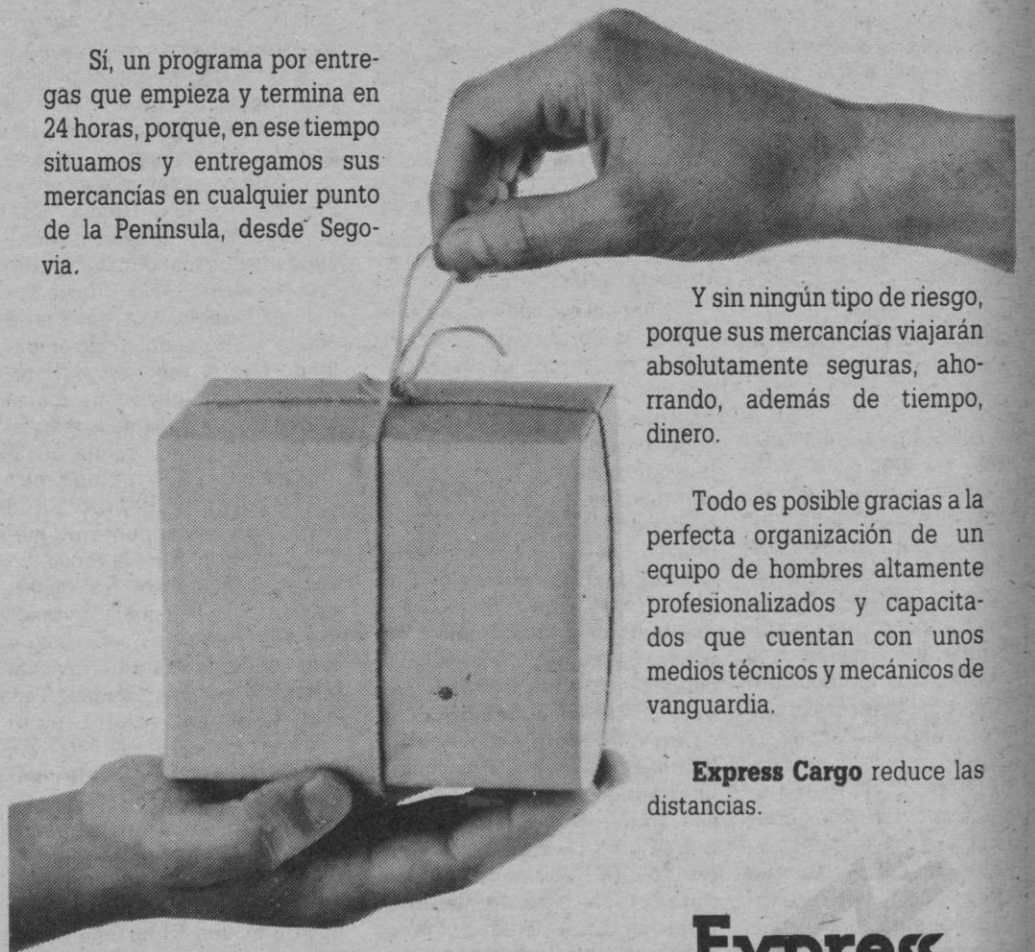 Sí, un programa por entre-
gas que empieza y termina en
24 horas, porque, en ese tiempo
situamos y entregamos sus
mercancías en cualquier punto
de la Península, desde Sego-
via.
Y sin ningún tipo de riesgo,
porque sus mercancías viajarán
absolutamente seguras, aho-
rrando, además de tiempo,
dinero.
Todo es posible gracias a la
perfecta organización de un
equipo de hombres altamente
profesionalizados y capacita-
dos que cuentan con unos
medios técnicos y mecánicos de
vanguardia.
Express Cargo reduce las
distancias.
Express